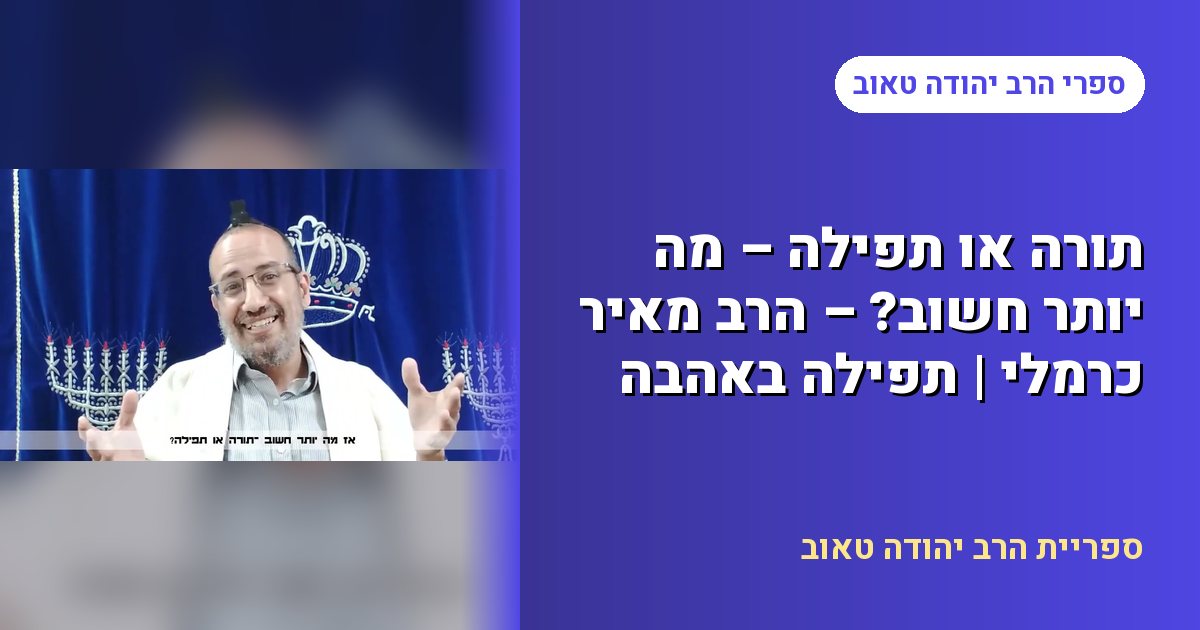 ספרי הרב יהודה טאוב
תורה או תפילה – מה
יותר חשוב? – הרב מאיר
כרמלי | תפילה באהבה
אז מה יותר חשוב -תורה או תפילה?
ספריית הרב יהודה טאוב